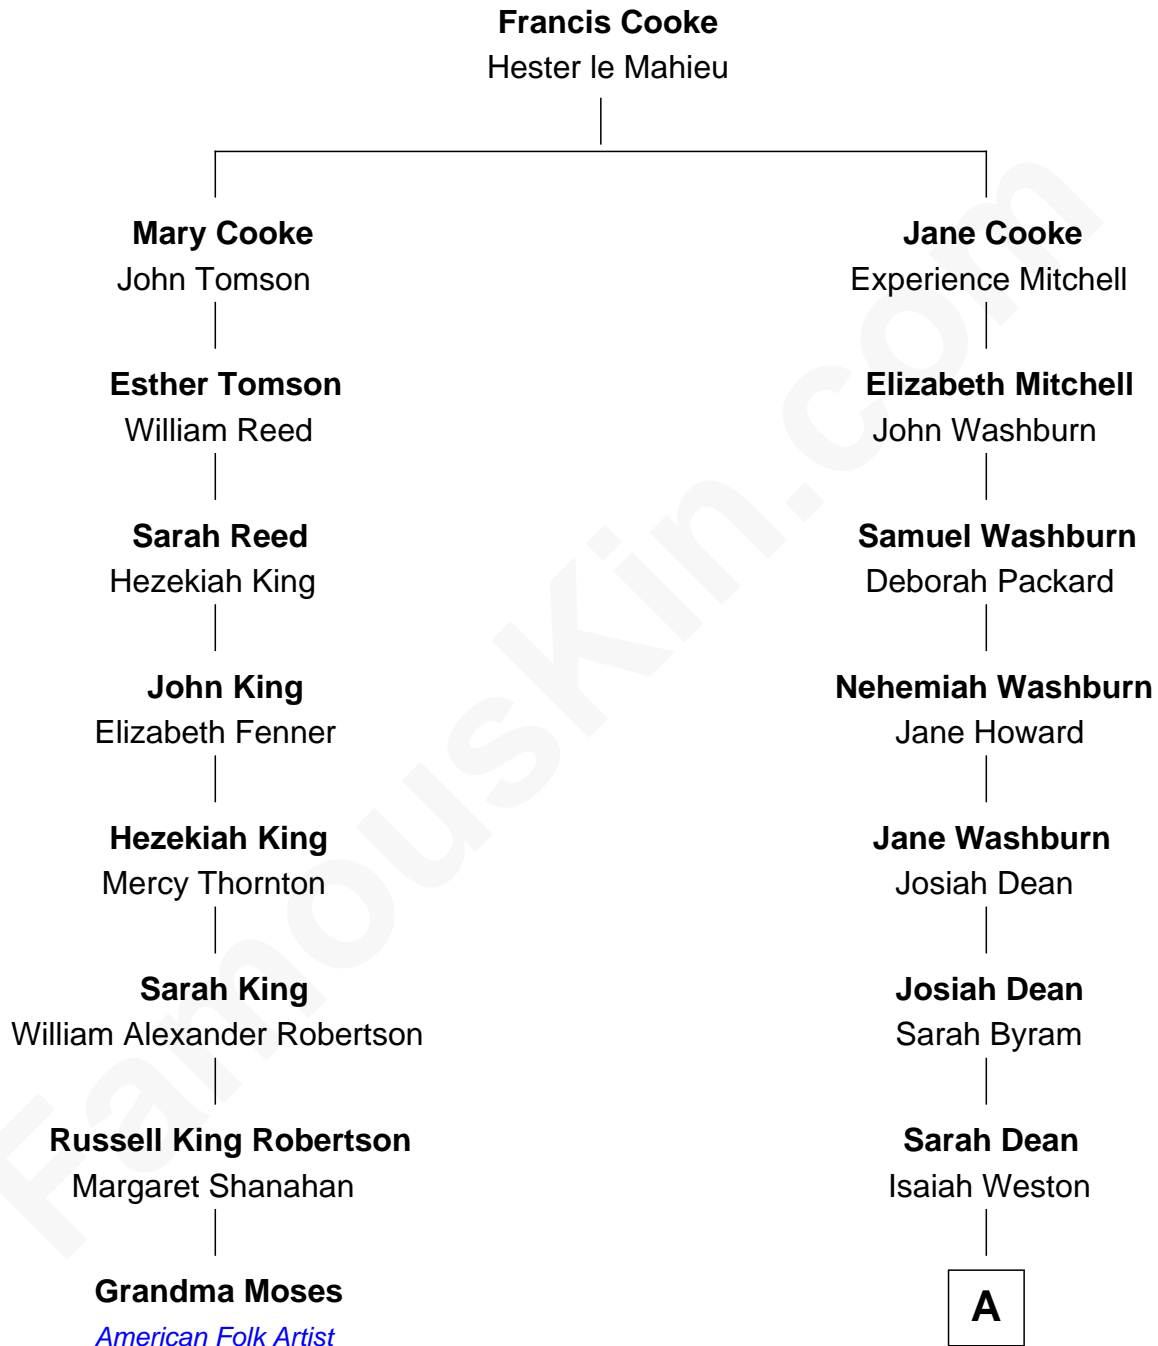 Francis Cooke
Hester le Mahieu
Mary Cooke
John Tomson
Esther Tomson
William Reed
Sarah Reed
Hezekiah King
John King
Elizabeth Fenner
Hezekiah King
Mercy Thornton
Sarah King
William Alexander Robertson
Russell King Robertson
Margaret Shanahan
Grandma Moses
American Folk Artist
Jane Cooke
Experience Mitchell
Elizabeth Mitchell
John Washburn
Samuel Washburn
Deborah Packard
Nehemiah Washburn
Jane Howard
Jane Washburn
Josiah Dean
Josiah Dean
Sarah Byram
Sarah Dean
Isaiah Weston
A
FamousKin.com